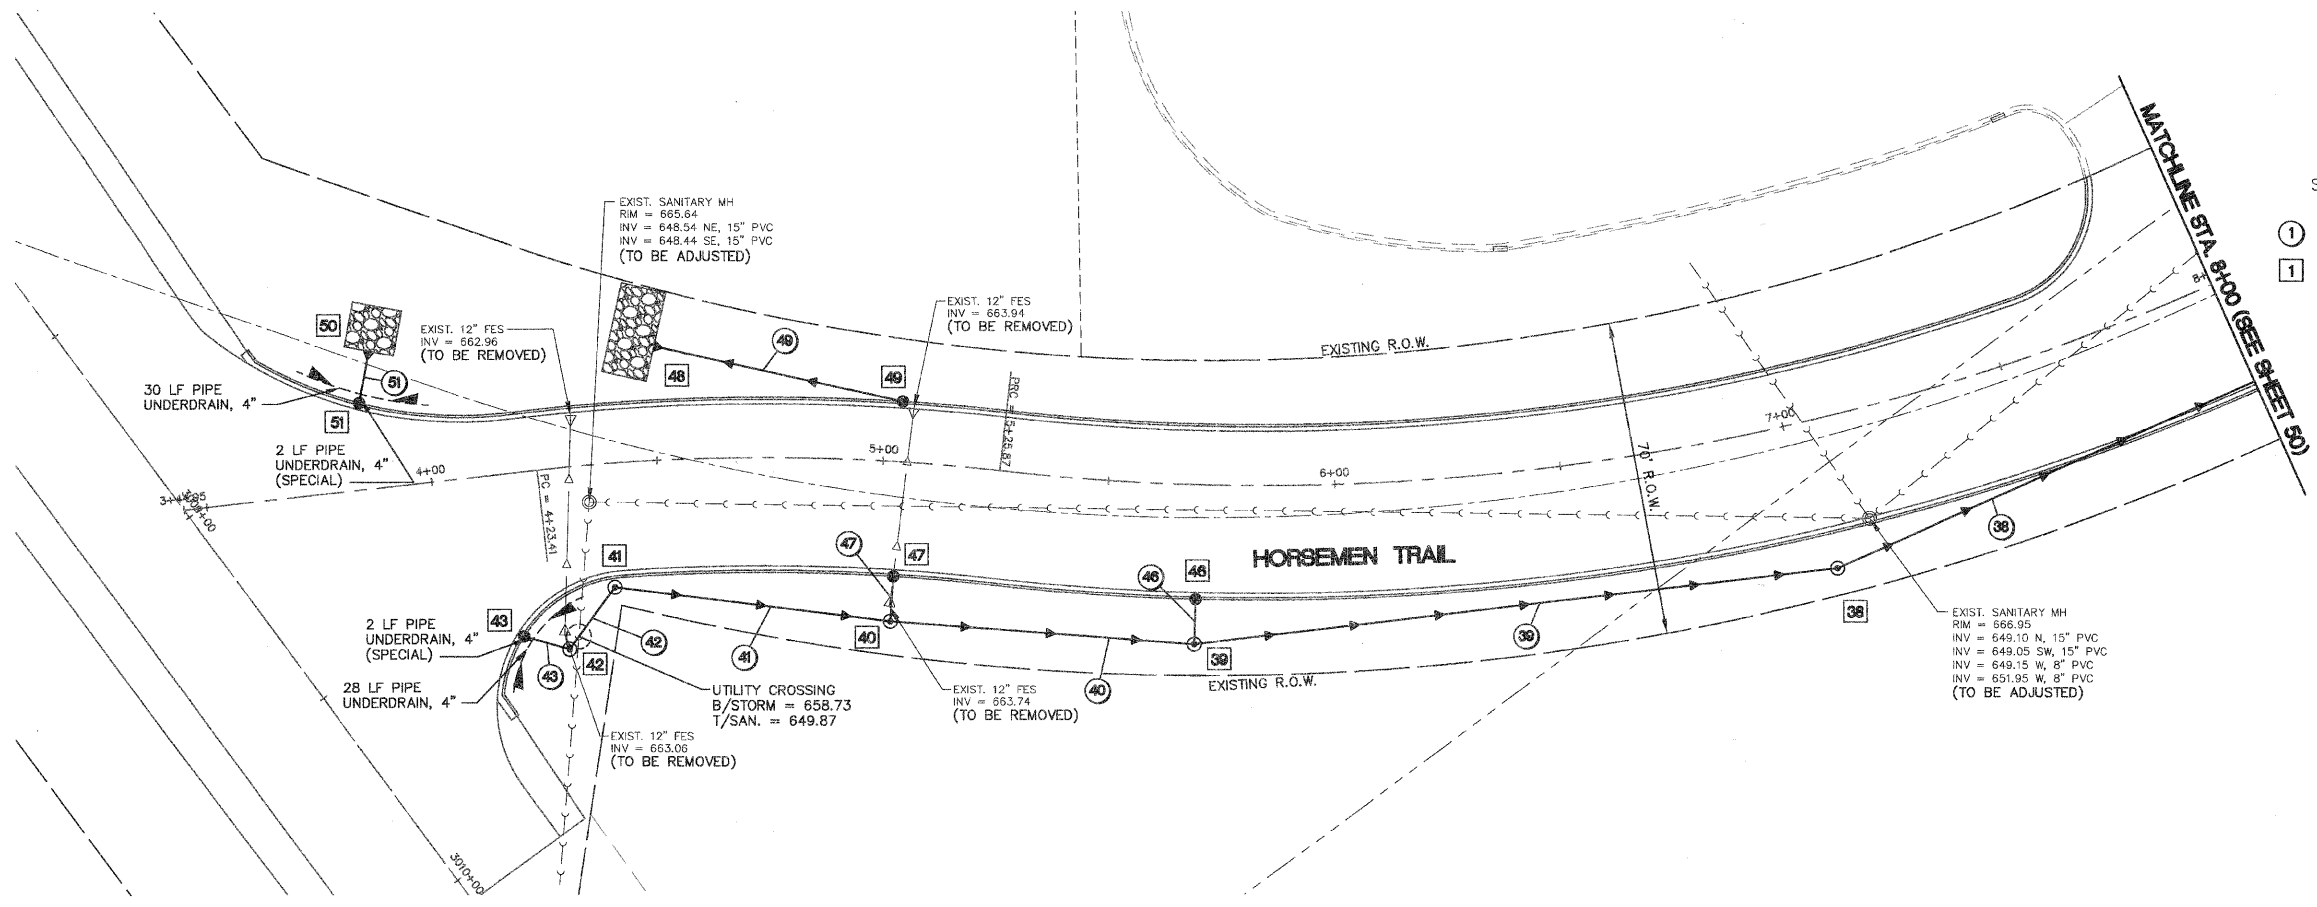 EXIST. SANITARY MH
RIM = 665.64
INV = 648.54 NE, 15" PVC
INV = 648.44 SE, 15" PVC
(TO BE ADJUSTED)
MATCHLINE STA. 8+00 (SEE SHEET 50)
1
1
50
EXIST. 12" FES
INV = 662.96
(TO BE REMOVED)
EXIST. 12" FES
INV = 663.94
(TO BE REMOVED)
49
48
49
EXISTING R.O.W.
30 LF PIPE
UNDERDRAIN, 4"
51
51
2 LF PIPE
UNDERDRAIN, 4"
(SPECIAL)
4+00
5+00
6+00
7+00
PRC = 5+25.87
PC = 4+23.41
70' R.O.W.
HORSEMEN TRAIL
41
47
47
46
46
38
38
2 LF PIPE
UNDERDRAIN, 4"
(SPECIAL)
43
42
42
43
41
40
40
39
39
28 LF PIPE
UNDERDRAIN, 4"
UTILITY CROSSING
B/STORM = 658.73
T/SAN. = 649.87
EXIST. 12" FES
INV = 663.06
(TO BE REMOVED)
EXIST. 12" FES
INV = 663.74
(TO BE REMOVED)
EXISTING R.O.W.
EXIST. SANITARY MH
RIM = 666.95
INV = 649.10 N, 15" PVC
INV = 649.05 SW, 15" PVC
INV = 649.15 W, 8" PVC
INV = 651.95 W, 8" PVC
(TO BE ADJUSTED)
3010+00